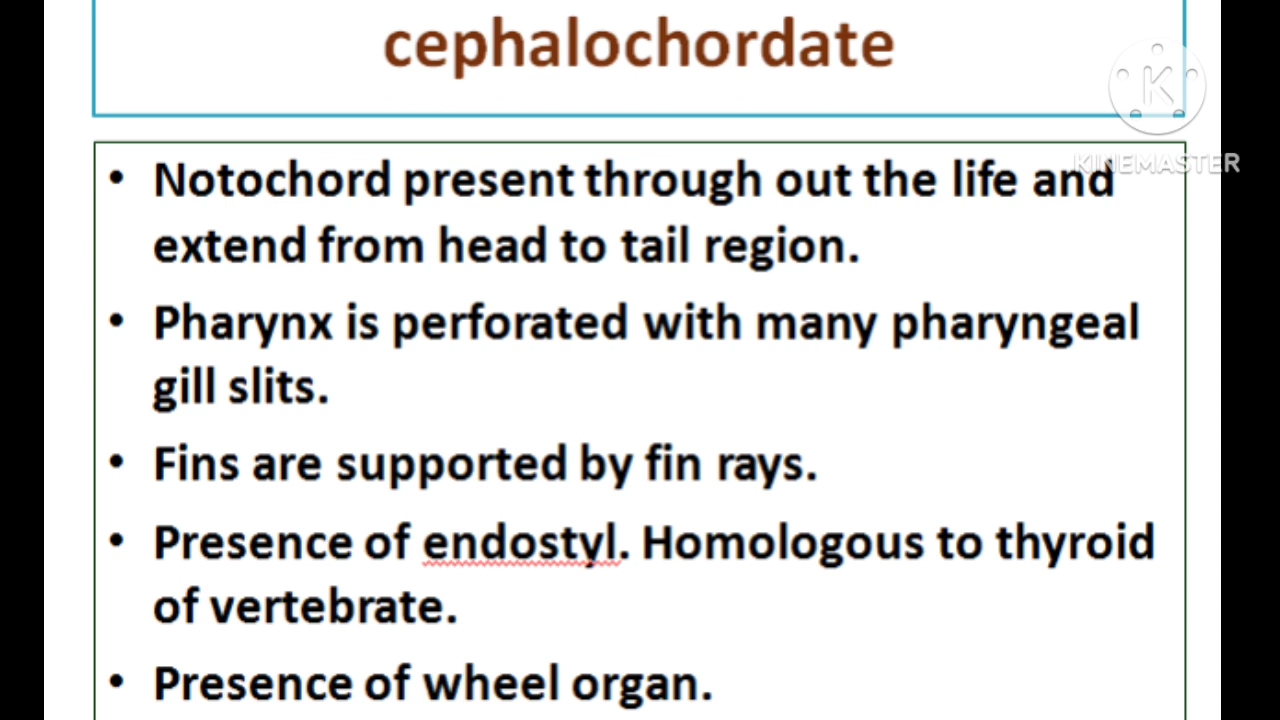 cephalochordate
K
KINEMASTER
• Notochord present through out the life and
extend from head to tail region.
• Pharynx is perforated with many pharyngeal
gill slits.
• Fins are supported by fin rays.
• Presence of endostyl. Homologous to thyroid
of vertebrate.
• Presence of wheel organ.